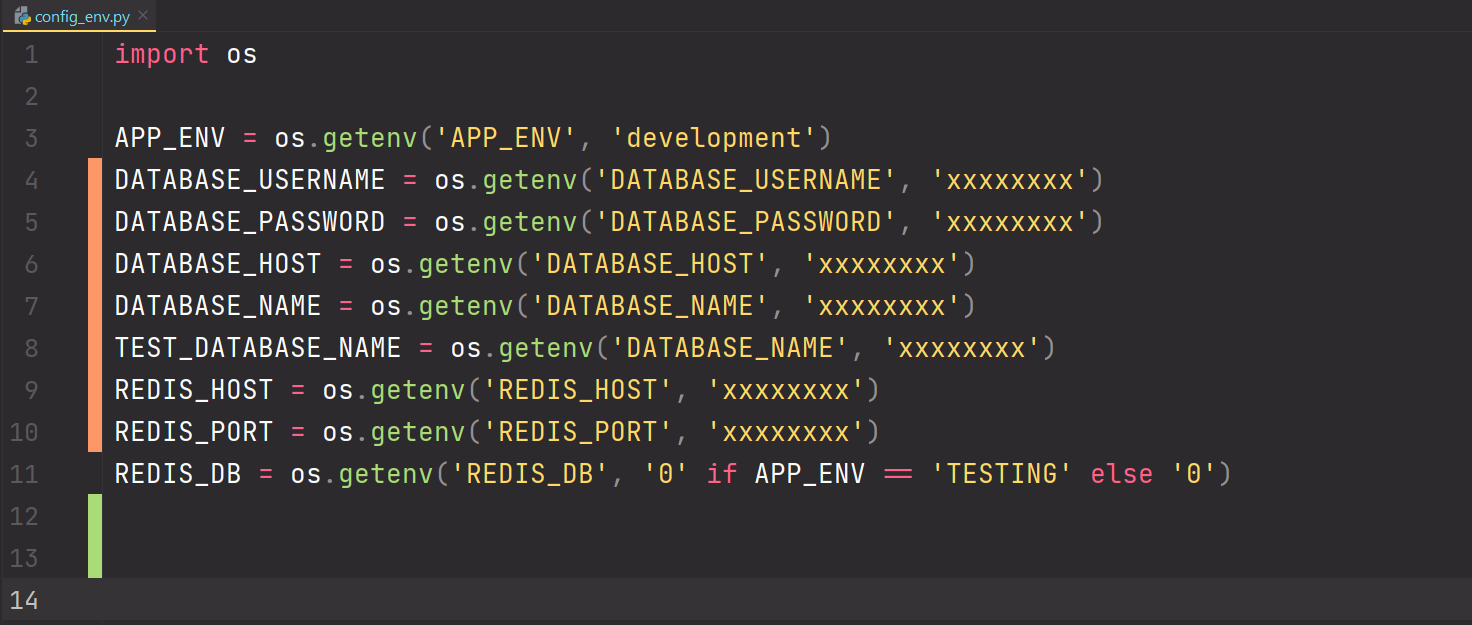 config_env.py
1 import os
2
3 APP_ENV = os.getenv('APP_ENV', 'development')
4 DATABASE_USERNAME = os.getenv('DATABASE_USERNAME', 'xxxxxxxx')
5 DATABASE_PASSWORD = os.getenv('DATABASE_PASSWORD', 'xxxxxxxx')
6 DATABASE_HOST = os.getenv('DATABASE_HOST', 'xxxxxxxx')
7 DATABASE_NAME = os.getenv('DATABASE_NAME', 'xxxxxxxx')
8 TEST_DATABASE_NAME = os.getenv('DATABASE_NAME', 'xxxxxxxx')
9 REDIS_HOST = os.getenv('REDIS_HOST', 'xxxxxxxx')
10 REDIS_PORT = os.getenv('REDIS_PORT', 'xxxxxxxx')
11 REDIS_DB = os.getenv('REDIS_DB', '0' if APP_ENV == 'TESTING' else '0')
12
13
14